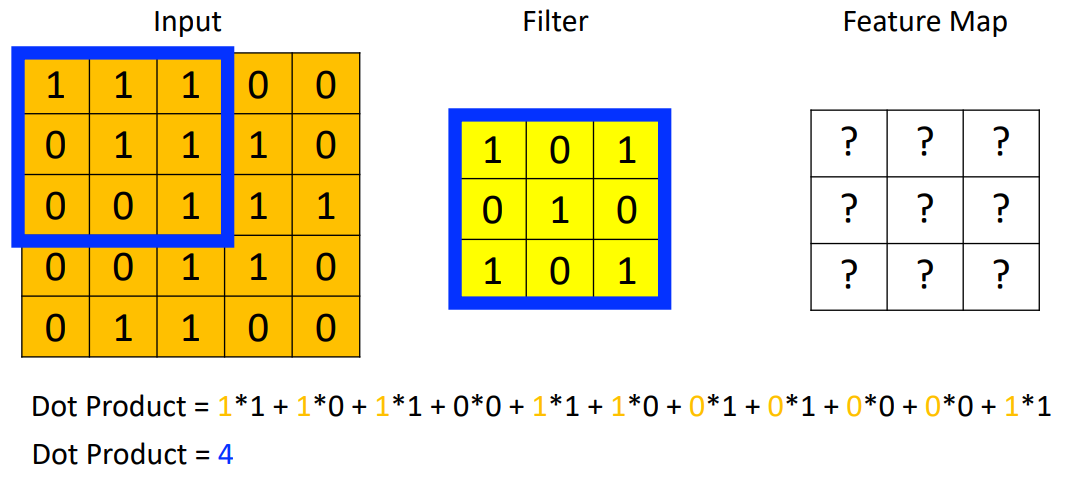 Input Filter Feature Map
1 1 1 0 0
0 1 1 1 0
0 0 1 1 1
0 0 1 1 0
0 1 1 0 0
1 0 1
0 1 0
1 0 1
? ? ?
? ? ?
? ? ?
Dot Product = 1*1 + 1*0 + 1*1 + 0*0 + 1*1 + 1*0 + 0*1 + 0*1 + 0*0 + 0*0 + 1*1
Dot Product = 4